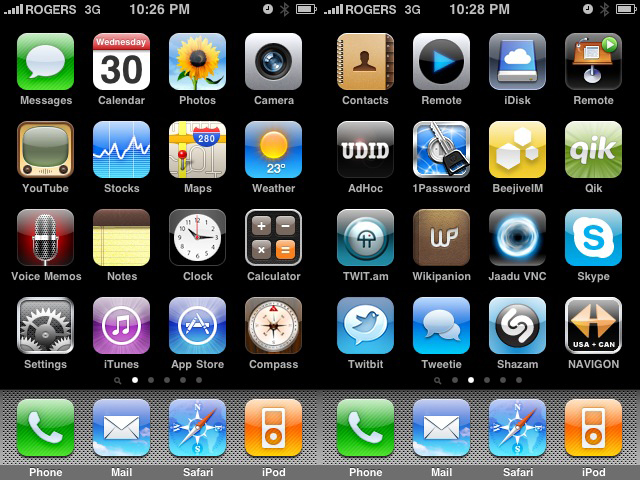 ROGERS 3G 10:26 PM
Messages Calendar Photos Camera
Wednesday
30
YouTube Stocks Maps Weather
280
23°
Voice Memos Notes Clock Calculator
Settings iTunes App Store Compass
Phone Mail Safari iPod
ROGERS 3G 10:28 PM
Contacts Remote iDisk Remote
UDID
qik
AdHoc 1Password BeejiveIM Qik
TWiT.am Wikipanion Jaadu VNC Skype
W
S
USA + CAN
Twitbit Tweetie Shazam NAVIGON
Phone Mail Safari iPod